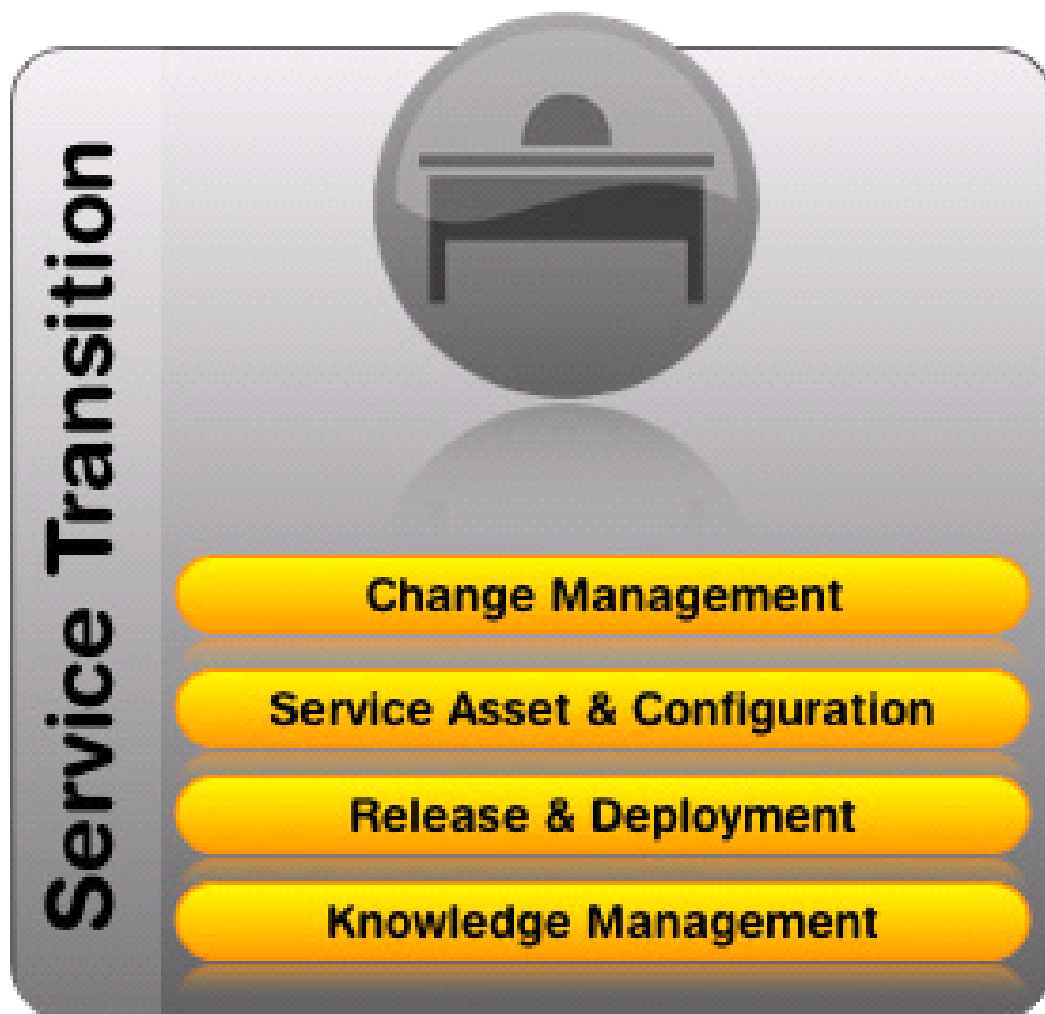 Service Transition
Change Management
Service Asset & Configuration
Release & Deployment
Knowledge Management